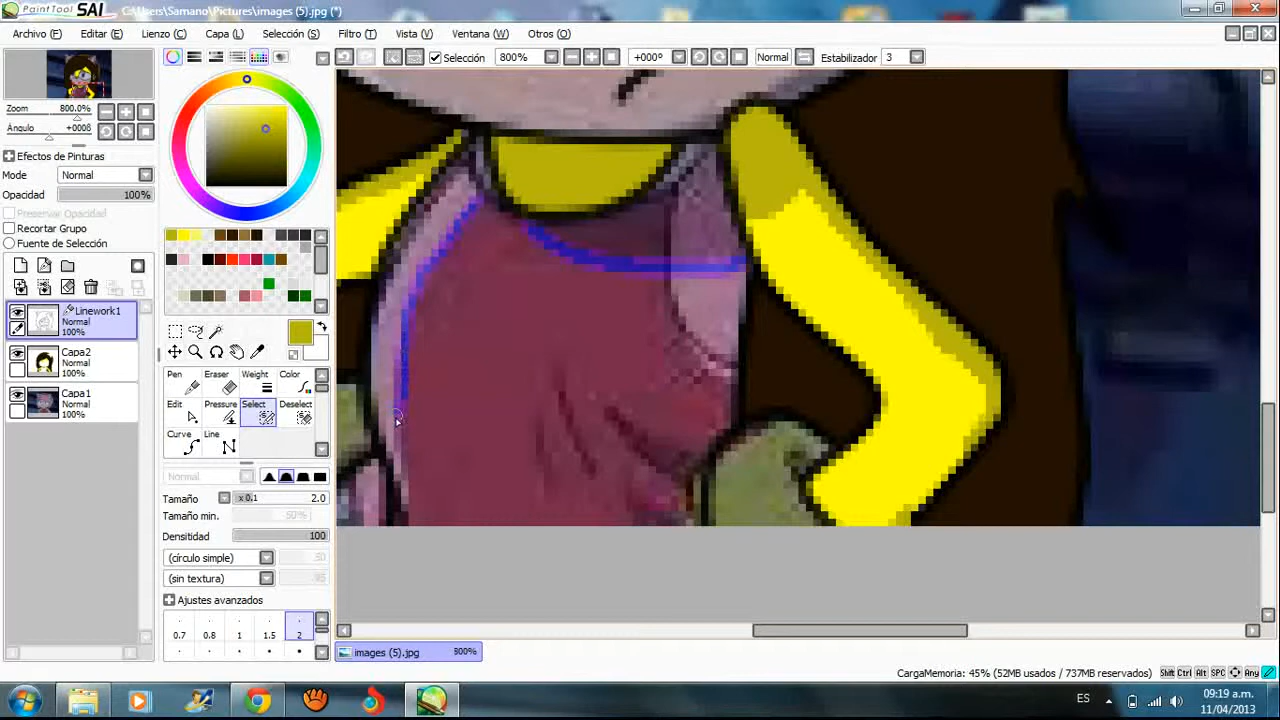 PaintTool SAI C:\Users\Samano\Pictures\images (5).jpg (*)
Archivo (F) Editar (E) Lienzo (C) Capa (L) Selección (S) Filtro (T) Vista (V) Ventana (W) Otros (O)
Selección 800% +000° Normal Estabilizador 3
Zoom 800.0%
Ángulo +000°
Efectos de Pinturas
Mode Normal
Opacidad 100%
Preservar Opacidad
Recortar Grupo
Fuente de Selección
Linework1
Normal
100%
Capa2
Normal
100%
Capa1
Normal
100%
Pen Eraser Weight Color
Edit Pressure Select Deselect
Curve Line
Normal
Tamaño x 0.1 2.0
Tamaño min. 50%
Densitidad 100
(círculo simple) 50
(sin textura) 95
Ajustes avanzados
0.7 0.8 1 1.5 2
images (5).jpg 800%
CargaMemoria: 45% (52MB usados / 737MB reservados) Shift Ctrl Alt SPC Any
ES 09:19 a.m.
11/04/2013